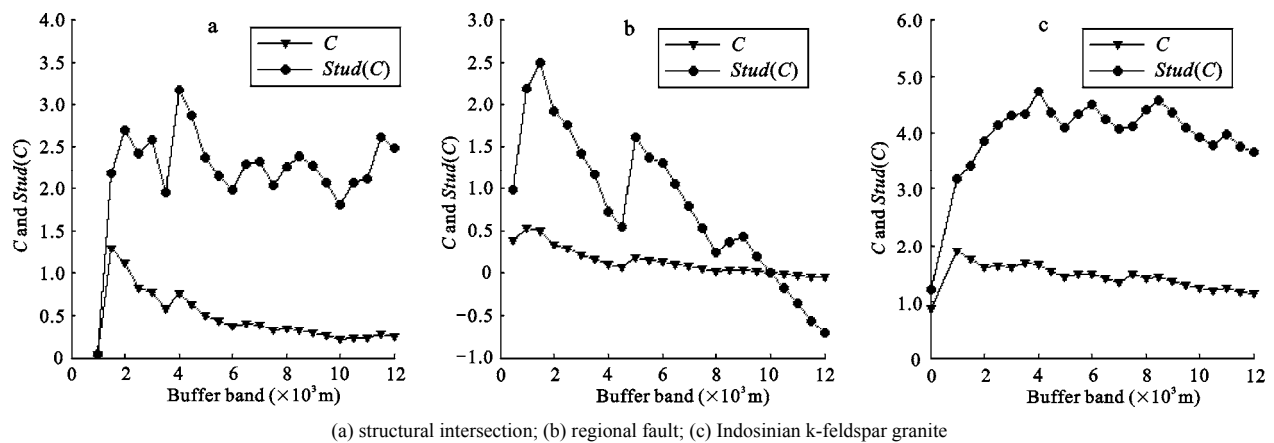 a
C
Stud(C)
C and Stud(C)
4.0
3.5
3.0
2.5
2.0
1.5
1.0
0.5
0
0 2 4 6 8 10 12
Buffer band (×10³ m)
b
C
Stud(C)
C and Stud(C)
3.0
2.5
2.0
1.5
1.0
0.5
0
−0.5
−1.0
0 2 4 6 8 10 12
Buffer band (×10³ m)
c
C
Stud(C)
C and Stud(C)
6.0
5.0
4.0
3.0
2.0
1.0
0
0 2 4 6 8 10 12
Buffer band (×10³ m)
(a) structural intersection; (b) regional fault; (c) Indosinian k-feldspar granite